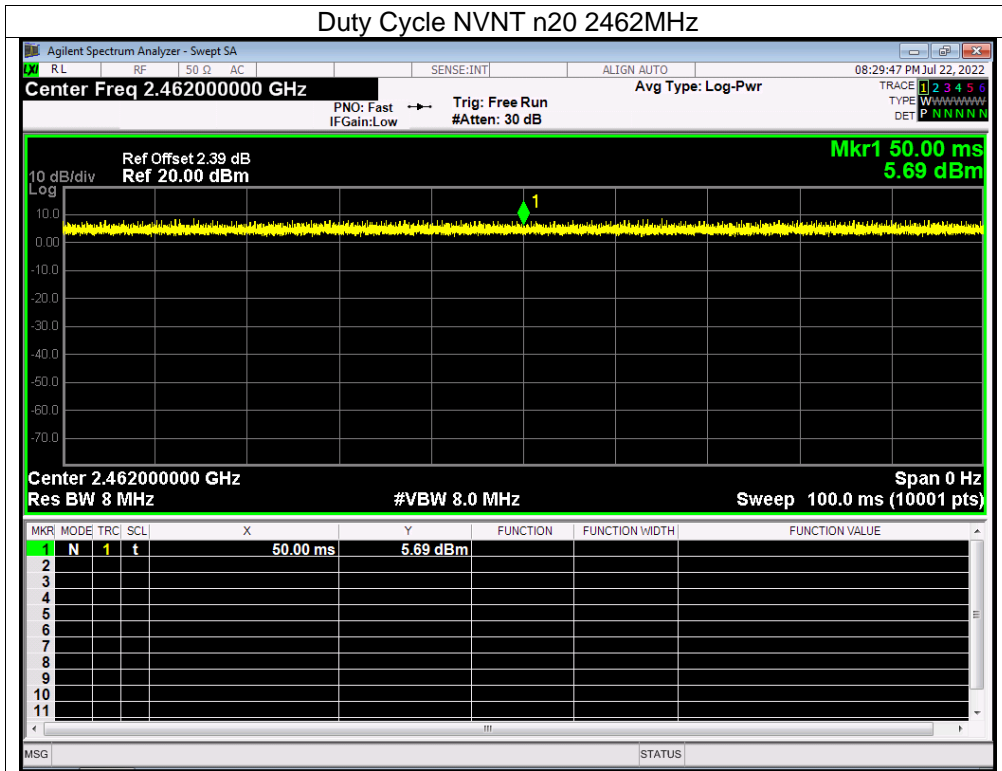 Duty Cycle NVNT n20 2462MHz
Agilent Spectrum Analyzer - Swept SA
LXI RL RF 50 Ω AC SENSE:INT ALIGN AUTO 08:29:47 PM Jul 22, 2022
Center Freq 2.462000000 GHz Avg Type: Log-Pwr TRACE 1 2 3 4 5 6
PNO: Fast Trig: Free Run TYPE WWWWWW
IFGain:Low #Atten: 30 dB DET P N N N N N
Mkr1 50.00 ms
5.69 dBm
Ref Offset 2.39 dB
10 dB/div Ref 20.00 dBm
Log
1
10.0
0.00
-10.0
-20.0
-30.0
-40.0
-50.0
-60.0
-70.0
Center 2.462000000 GHz Span 0 Hz
Res BW 8 MHz #VBW 8.0 MHz Sweep 100.0 ms (10001 pts)
MKR MODE TRC SCL X Y FUNCTION FUNCTION WIDTH FUNCTION VALUE
1 N 1 t 50.00 ms 5.69 dBm
2
3
4
5
6
7
8
9
10
11
MSG STATUS